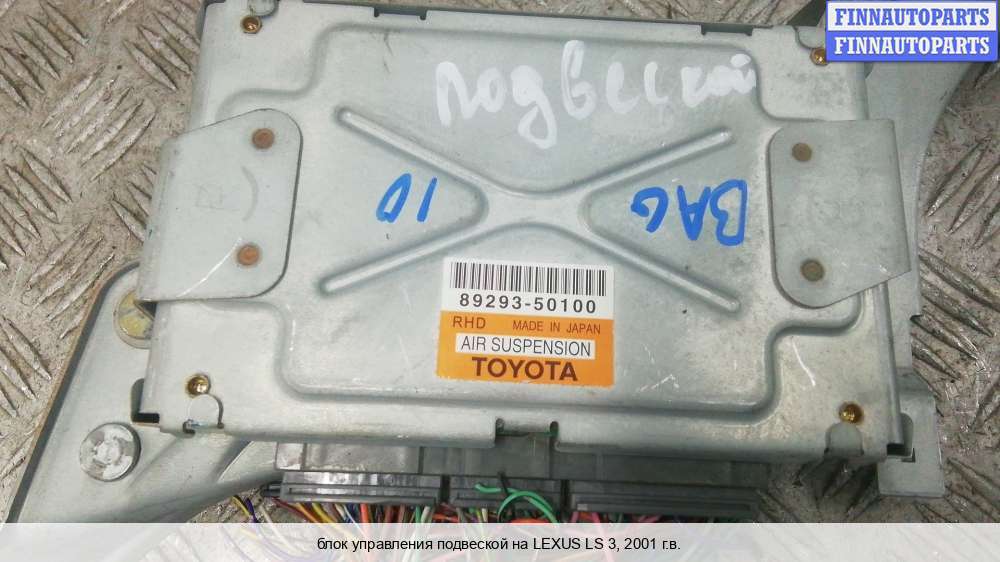 FINNAUTOPARTS
FINNAUTOPARTS
подвеской
10
BAG
89293-50100
RHD MADE IN JAPAN
AIR SUSPENSION
TOYOTA
блок управления подвеской на LEXUS LS 3, 2001 г.в.